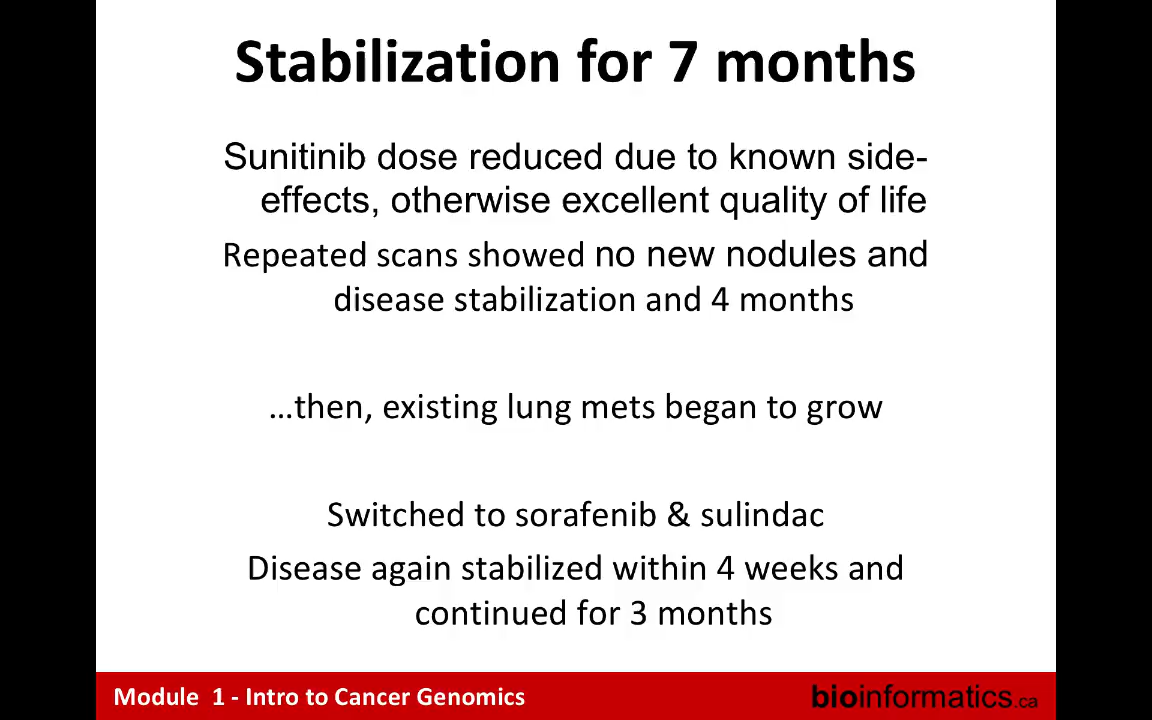 Stabilization for 7 months
Sunitinib dose reduced due to known side-
effects, otherwise excellent quality of life
Repeated scans showed no new nodules and
disease stabilization and 4 months
…then, existing lung mets began to grow
Switched to sorafenib & sulindac
Disease again stabilized within 4 weeks and
continued for 3 months
Module 1 - Intro to Cancer Genomics
bioinformatics.ca